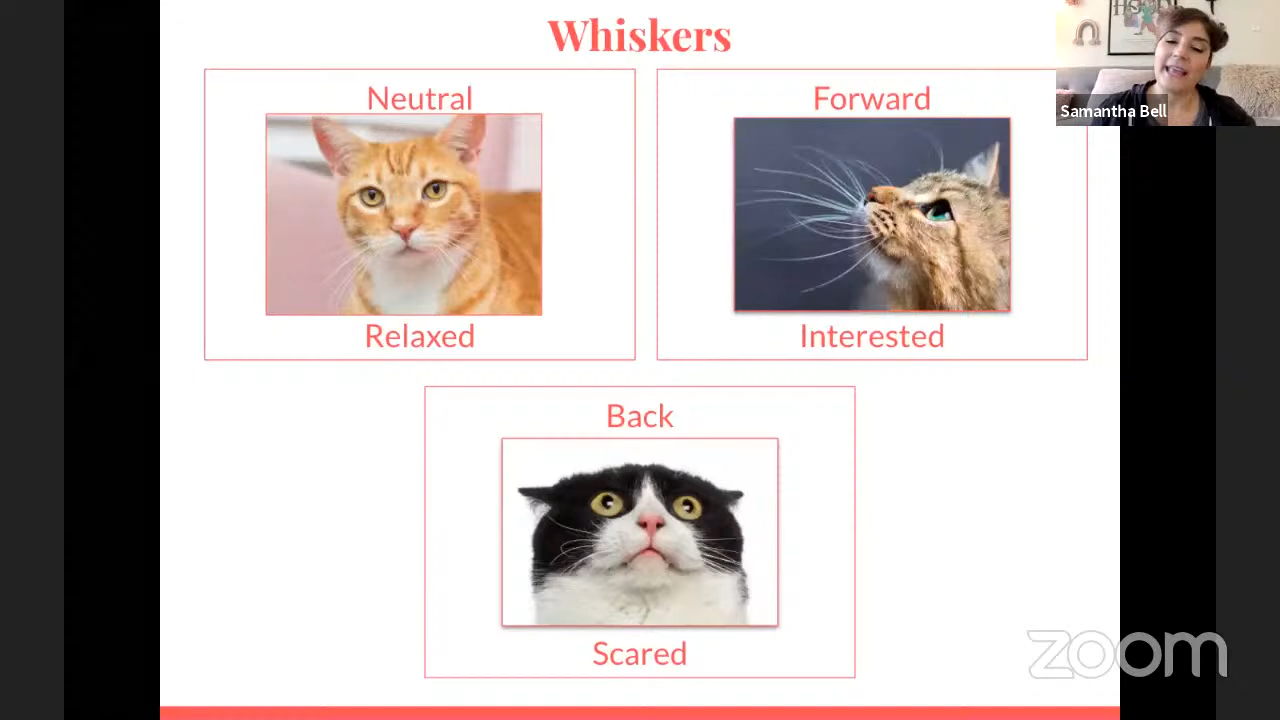 Whiskers
Neutral
Relaxed
Forward
Interested
Samantha Bell
Back
Scared
zoom